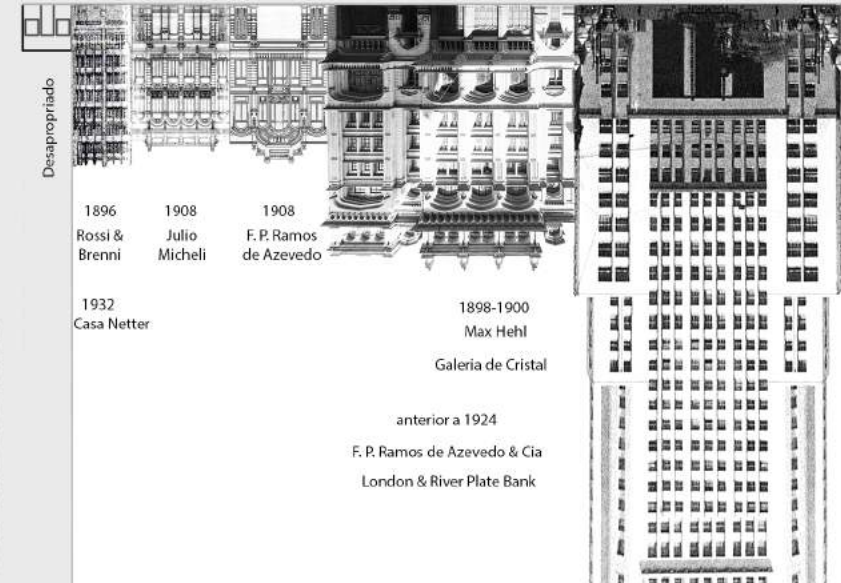 Desapropriado
1896
Rossi &
Brenni
1908
Julio
Micheli
1908
F. P. Ramos
de Azevedo
1932
Casa Netter
1898-1900
Max Hehl
Galeria de Cristal
anterior a 1924
F. P. Ramos de Azevedo & Cia
London & River Plate Bank